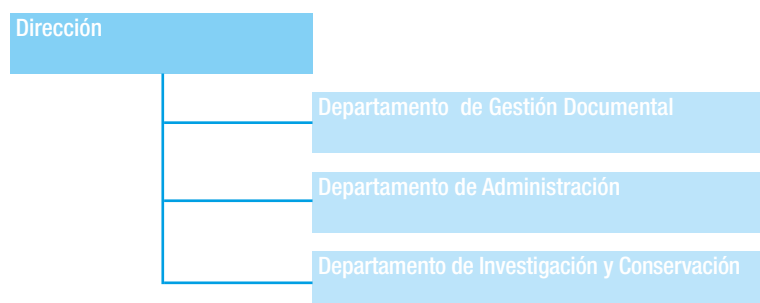 Dirección
Departamento de Gestión Documental
Departamento de Administración
Departamento de Investigación y Conservación